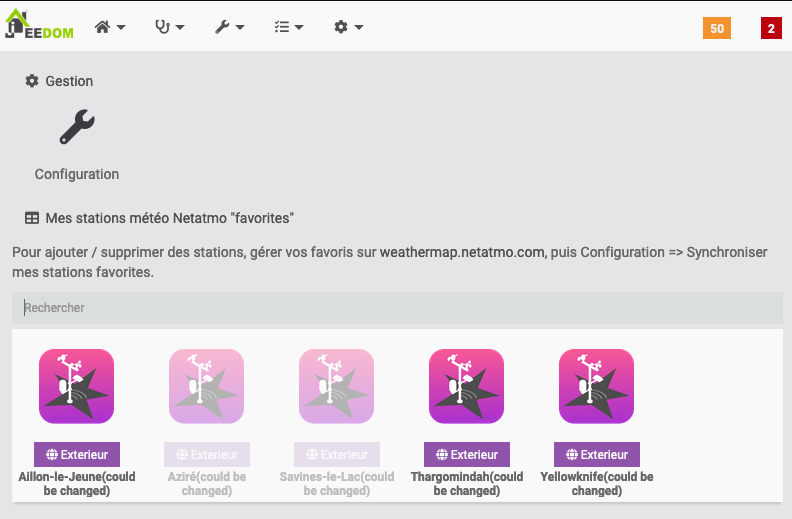 JEEDOM
50
2
Gestion
Configuration
Mes stations météo Netatmo "favorites"
Pour ajouter / supprimer des stations, gérer vos favoris sur weathermap.netatmo.com, puis Configuration => Synchroniser
mes stations favorites.
Rechercher
Exterieur
Exterieur
Exterieur
Exterieur
Exterieur
Aillon-le-Jeune(could
be changed)
Aziré(could be
changed)
Savines-le-Lac(could
be changed)
Thargomindah(could
be changed)
Yellowknife(could be
changed)